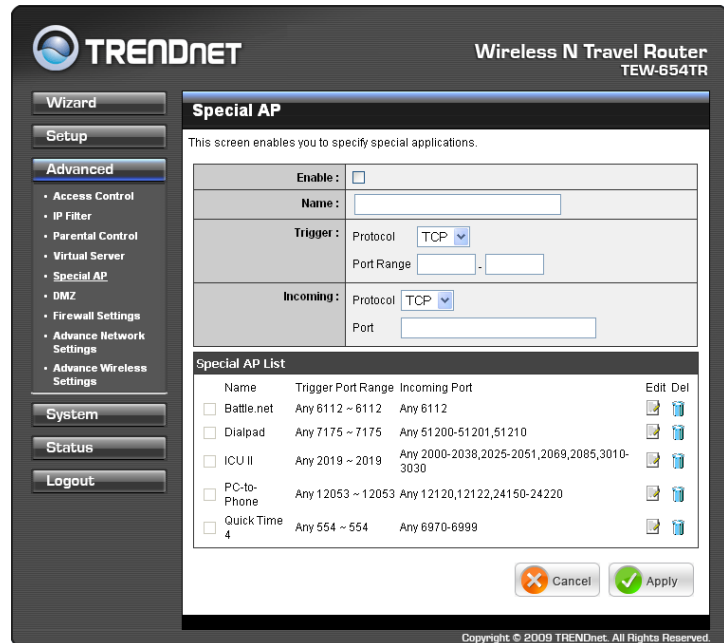 TRENDNET
Wireless N Travel Router
TEW-654TR
Wizard
Setup
Advanced
• Access Control
• IP Filter
• Parental Control
• Virtual Server
• Special AP
• DMZ
• Firewall Settings
• Advance Network
Settings
• Advance Wireless
Settings
System
Status
Logout
Special AP
This screen enables you to specify special applications.
Enable :
Name :
Trigger : Protocol TCP
Port Range -
Incoming : Protocol TCP
Port
Special AP List
Name Trigger Port Range Incoming Port Edit Del
Battle.net Any 6112 ~ 6112 Any 6112
Dialpad Any 7175 ~ 7175 Any 51200-51201,51210
ICU II Any 2019 ~ 2019 Any 2000-2038,2025-2051,2069,2085,3010-
3030
PC-to-
Phone Any 12053 ~ 12053 Any 12120,12122,24150-24220
Quick Time
4 Any 554 ~ 554 Any 6970-6999
Cancel Apply
Copyright © 2009 TRENDnet. All Rights Reserved.